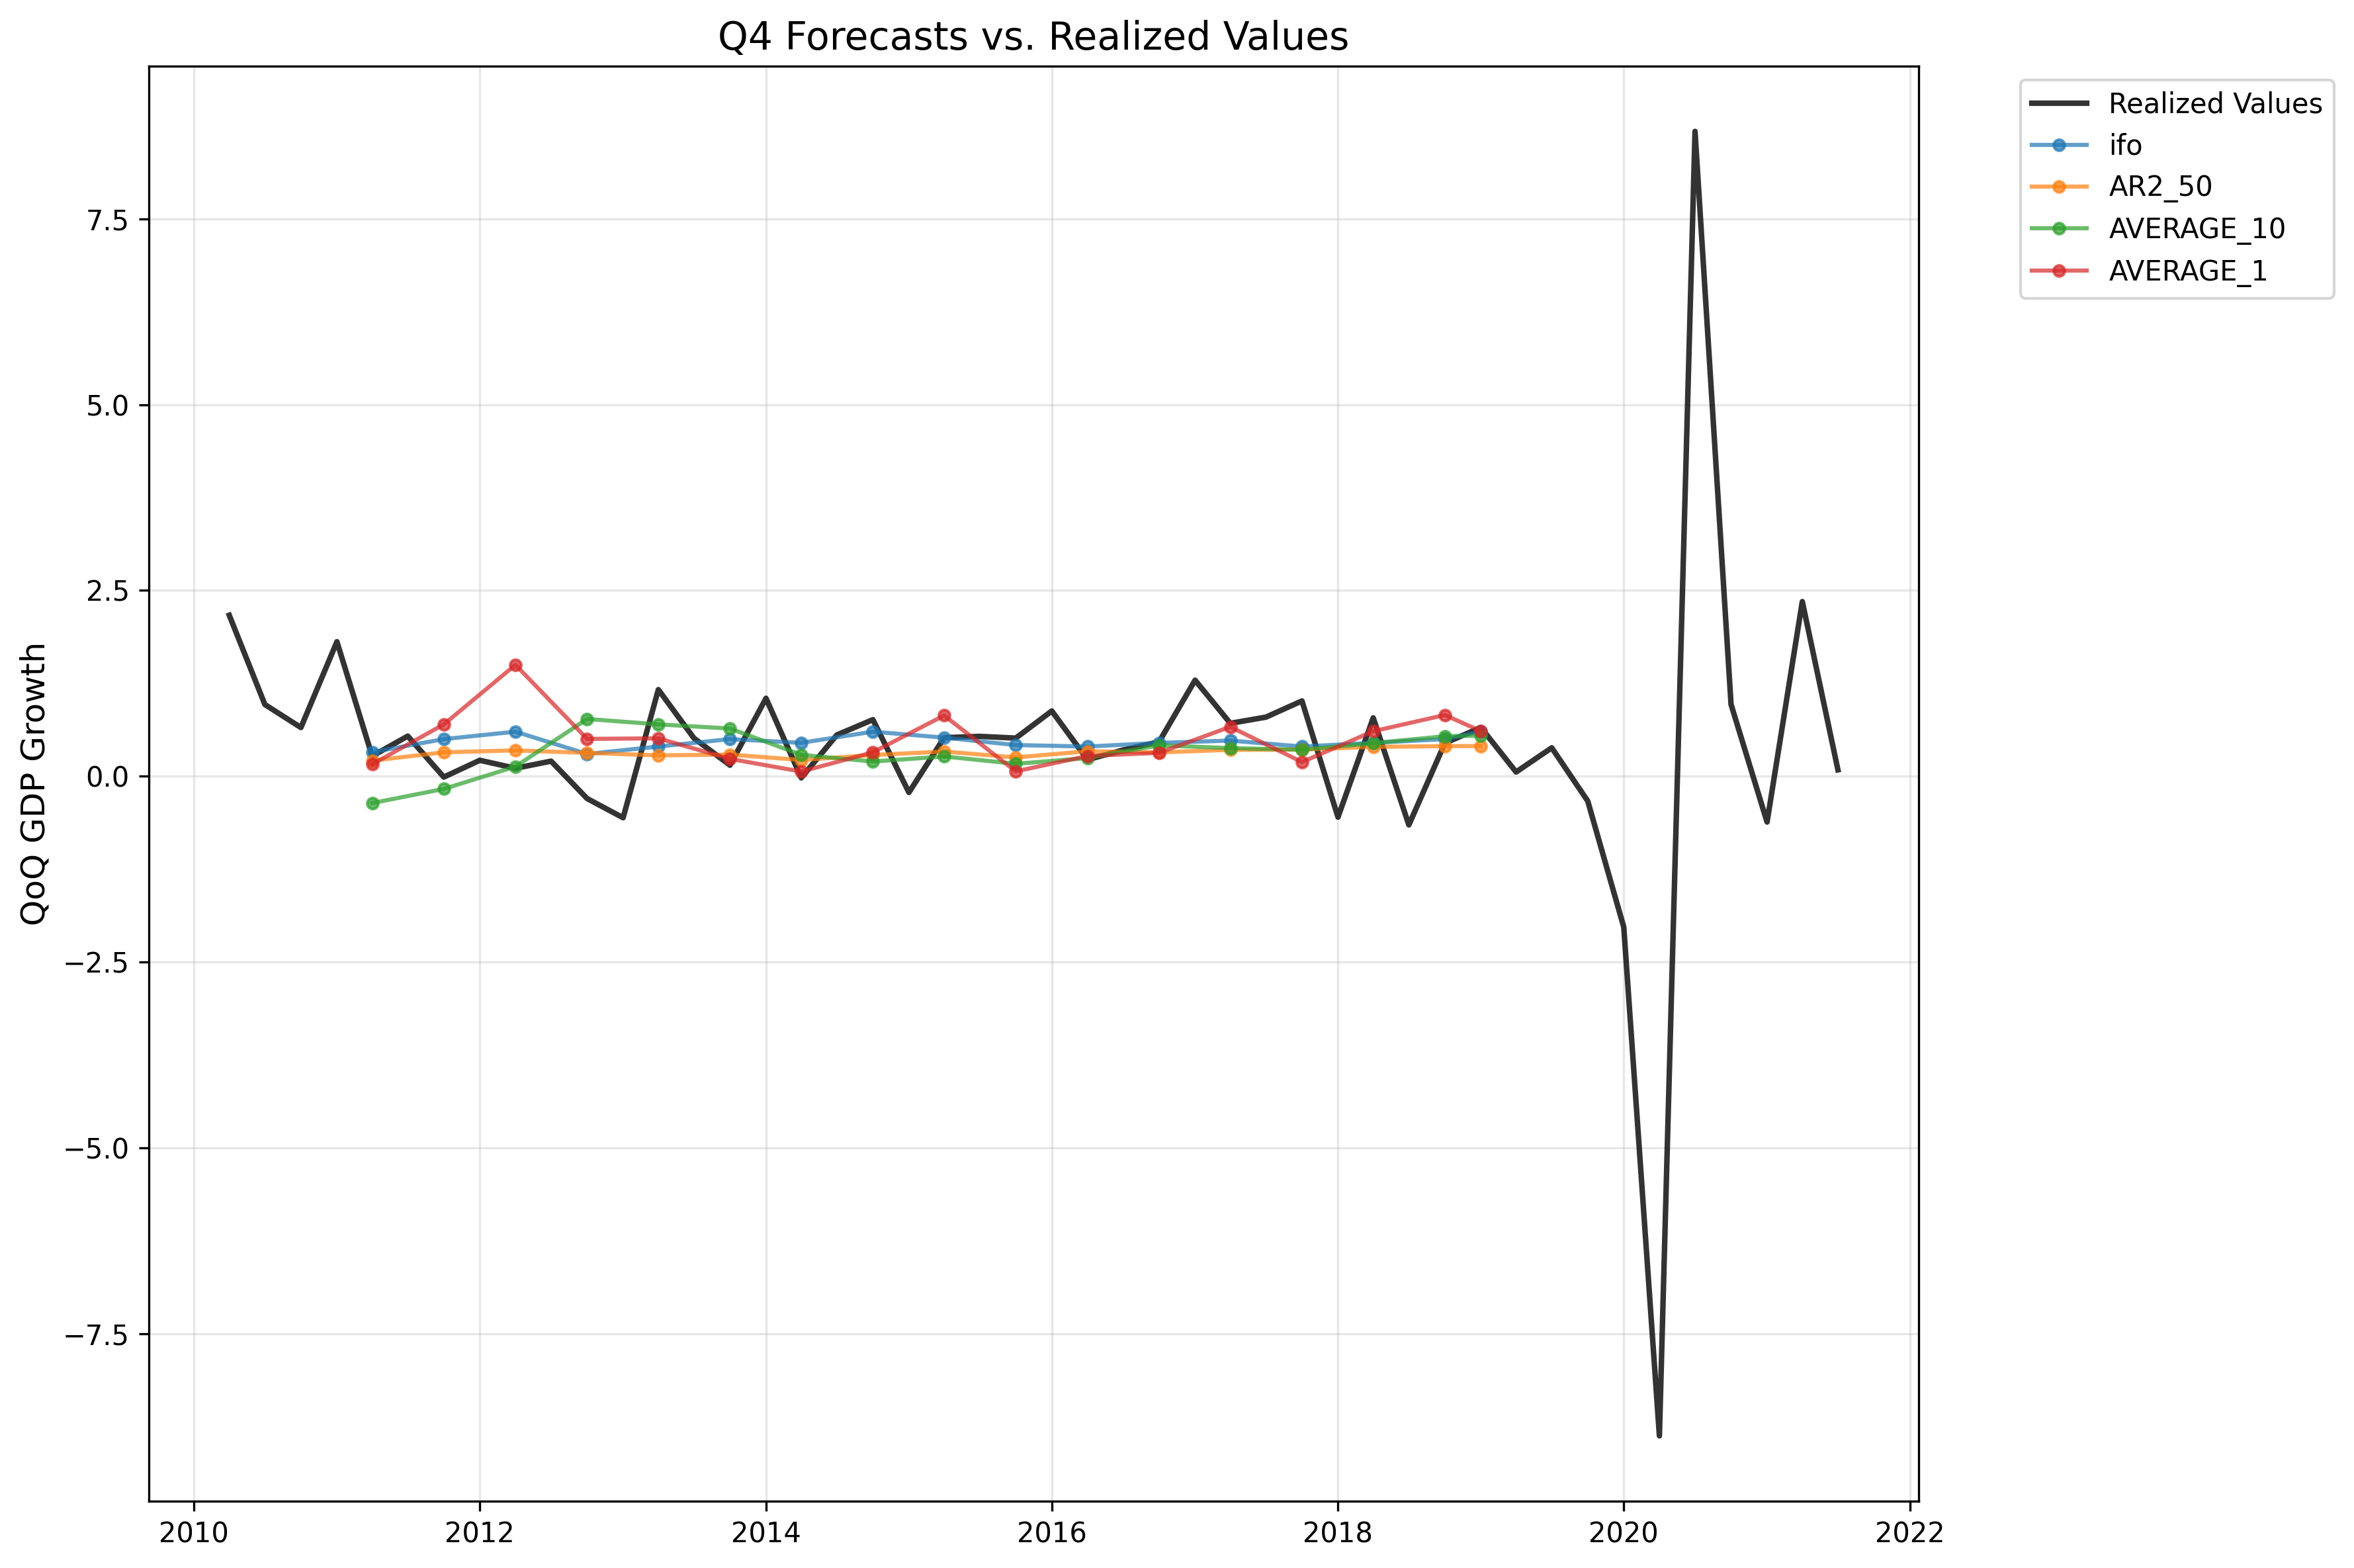 Q4 Forecasts vs. Realized Values
Realized Values
ifo
AR2_50
AVERAGE_10
AVERAGE_1
QoQ GDP Growth
7.5
5.0
2.5
0.0
−2.5
−5.0
−7.5
2010 2012 2014 2016 2018 2020 2022